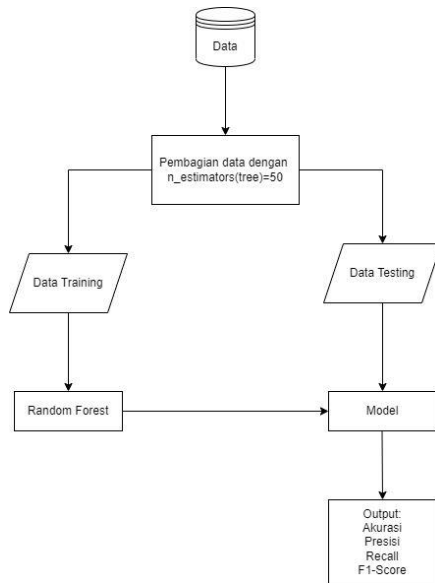 Data
Pembagian data dengan
n_estimators(tree)=50
Data Training
Data Testing
Random Forest
Model
Output:
Akurasi
Presisi
Recall
F1-Score